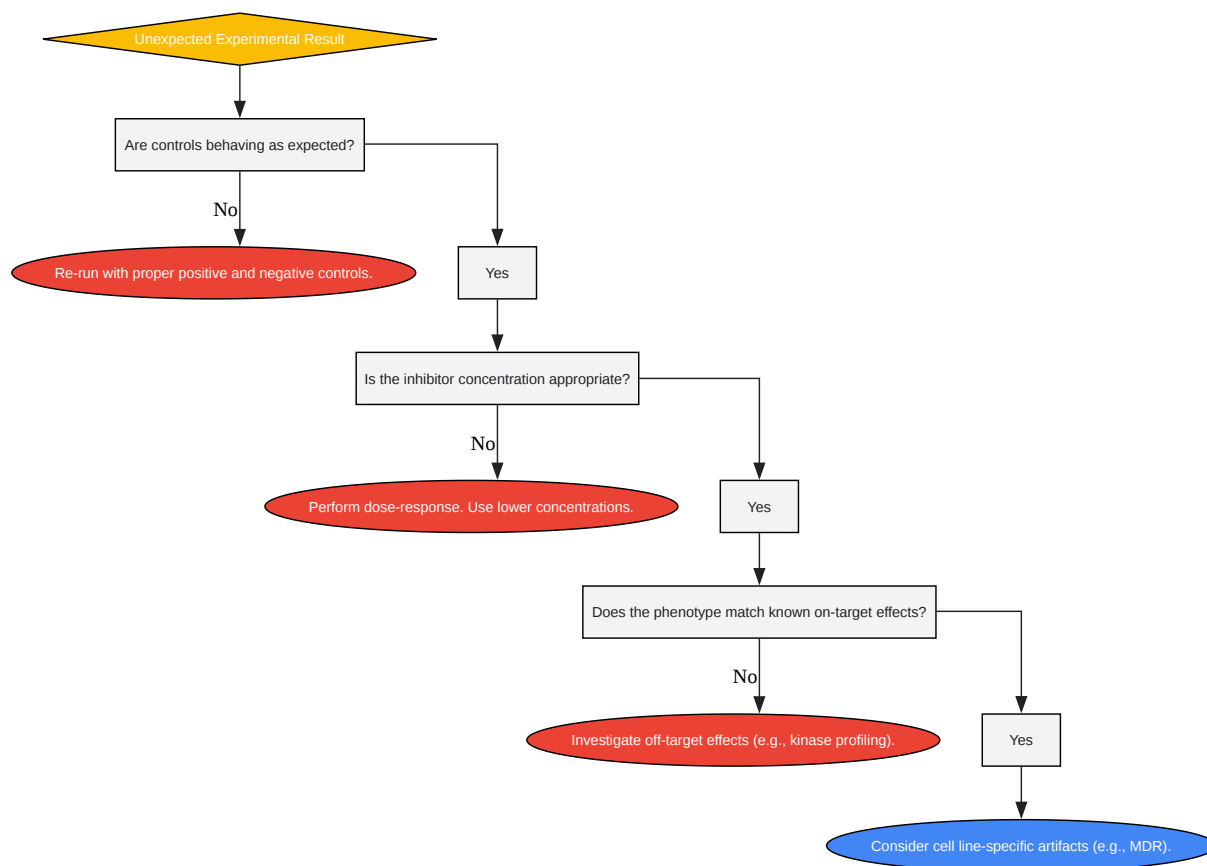 Unexpected Experimental Result
Are controls behaving as expected?
No
Re-run with proper positive and negative controls.
Yes
Is the inhibitor concentration appropriate?
No
Perform dose-response. Use lower concentrations.
Yes
Does the phenotype match known on-target effects?
No
Investigate off-target effects (e.g., kinase profiling).
Yes
Consider cell line-specific artifacts (e.g., MDR).